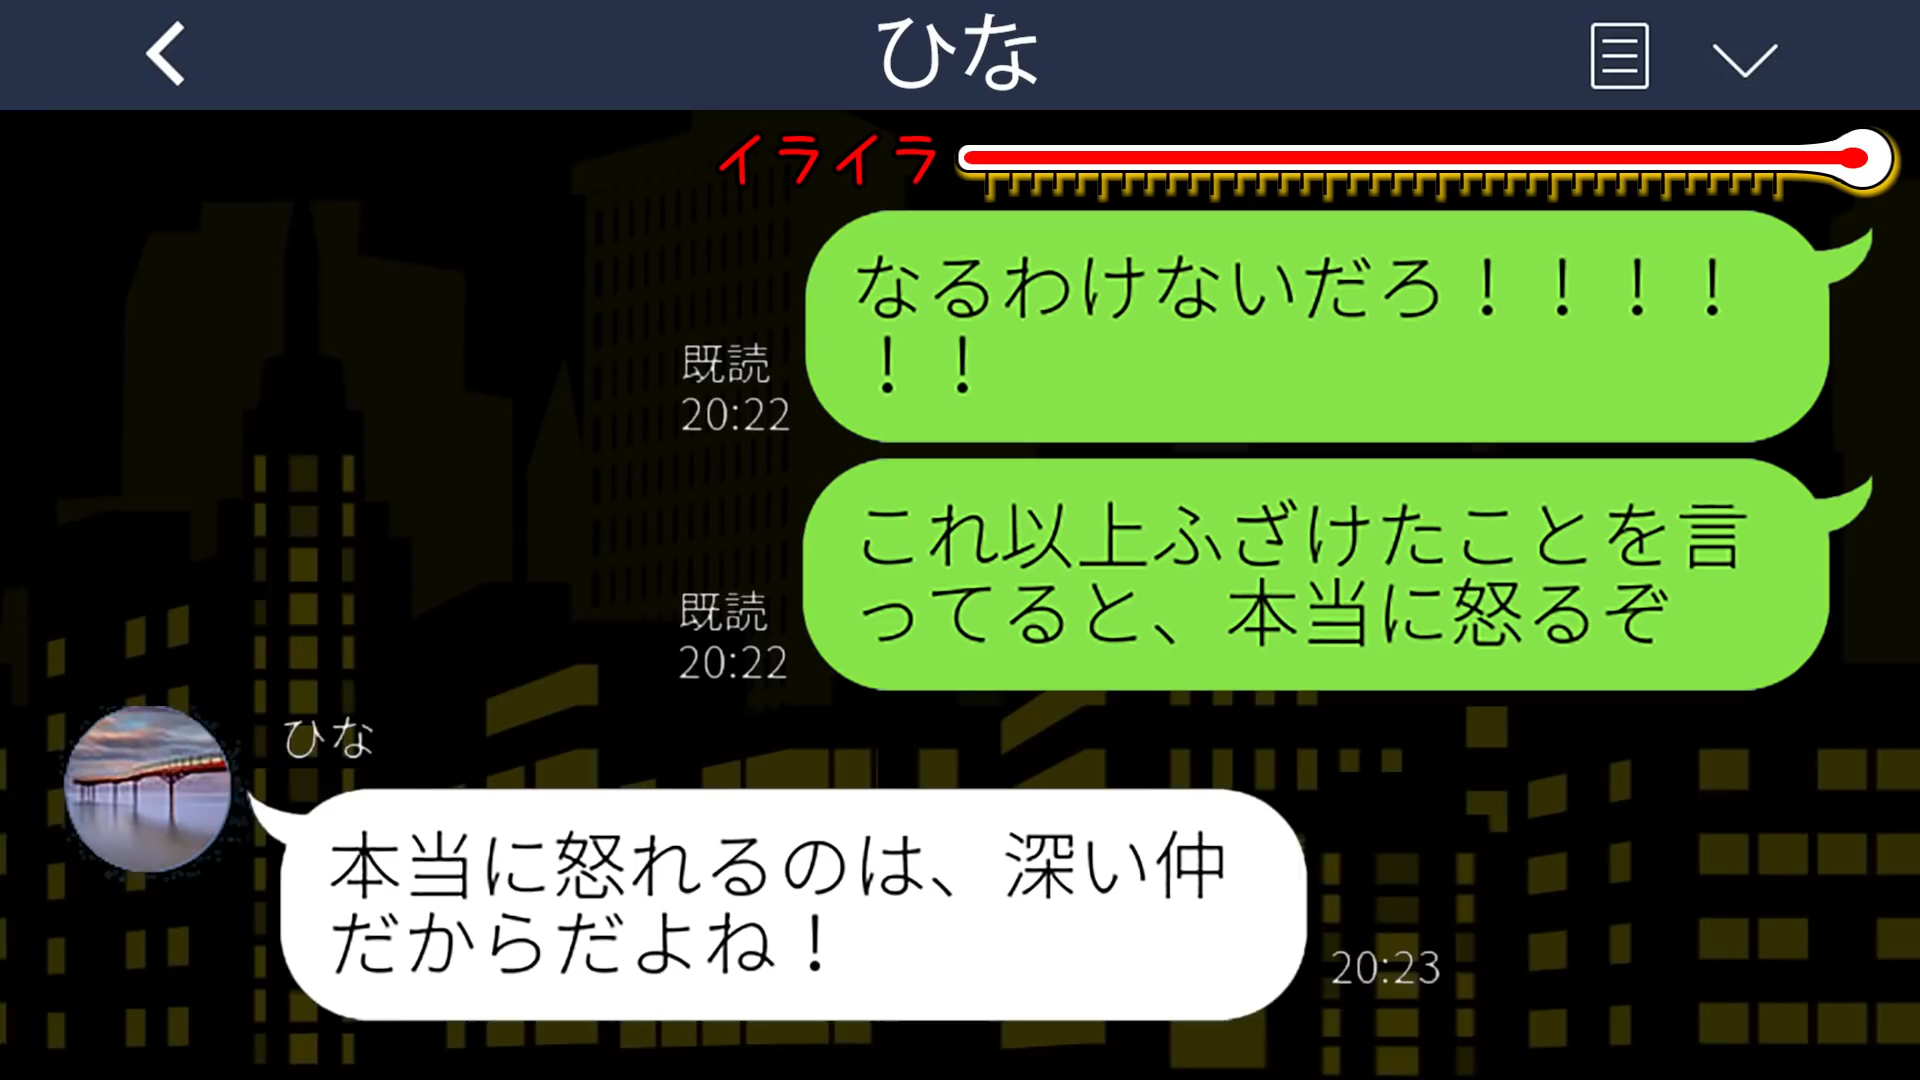 ひな
イライラ
なるわけないだろ！！！！
！！
既読
20:22
これ以上ふざけたことを言
ってると、本当に怒るぞ
既読
20:22
ひな
本当に怒れるのは、深い仲
だからだよね！
20:23